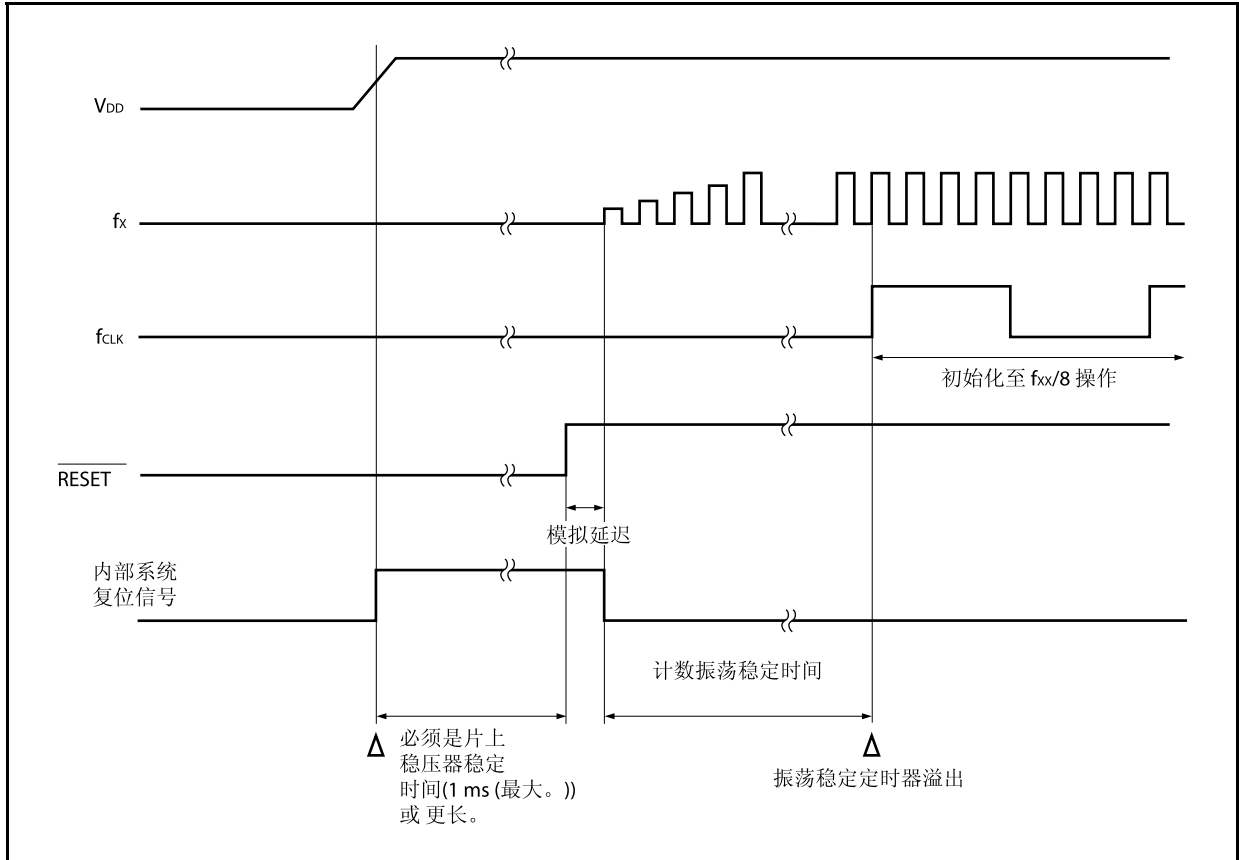 VDD
fX
fCLK
初始化至 fXX/8 操作
RESET
模拟延迟
内部系统
复位信号
计数振荡稳定时间
必须是片上
稳压器稳定
时间(1 ms (最大。))
或 更长。
振荡稳定定时器溢出